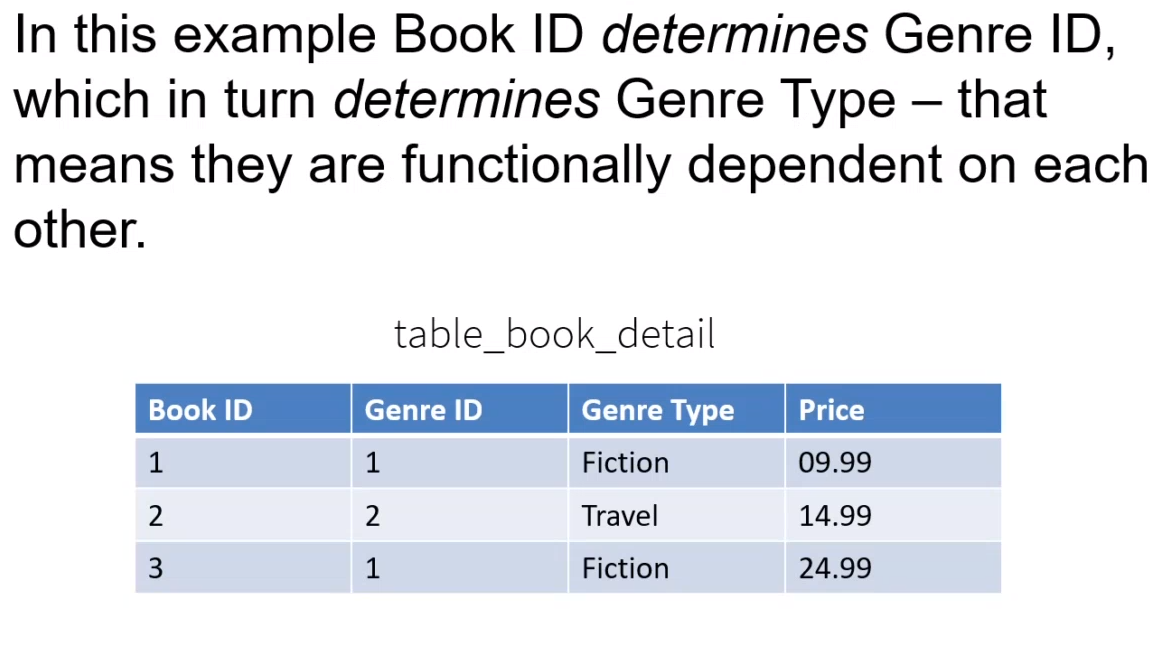 In this example Book ID determines Genre ID,
which in turn determines Genre Type – that
means they are functionally dependent on each
other.
table_book_detail
Book ID Genre ID Genre Type Price
1 1 Fiction 09.99
2 2 Travel 14.99
3 1 Fiction 24.99